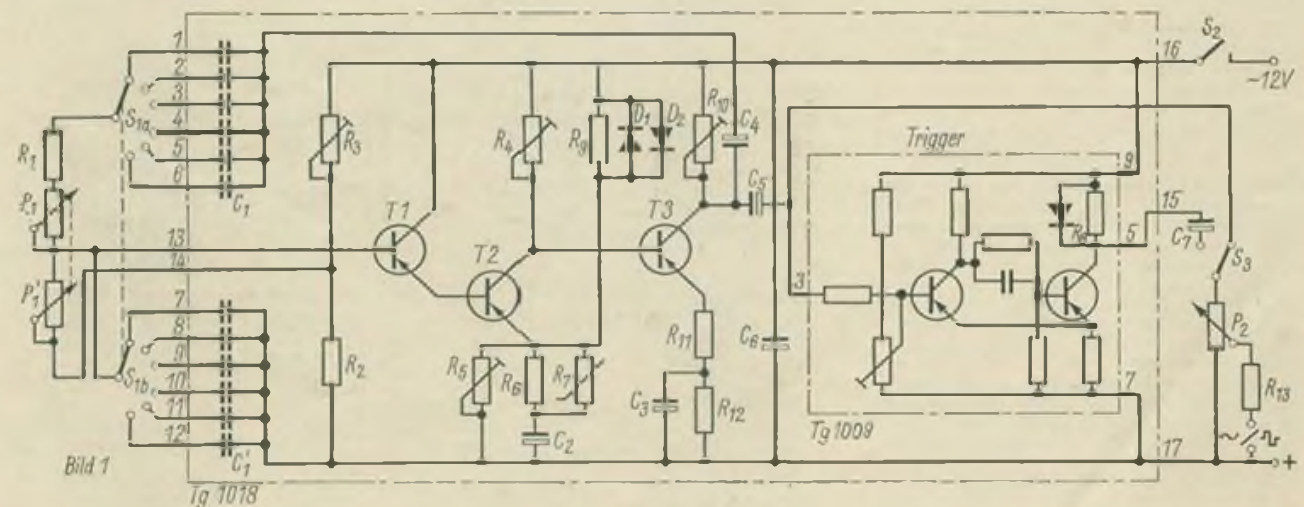 1
2
3
4
5
6
S1a
R1
P1
C1
13
14
P1'
7
8
9
10
11
12
S1b
C1'
Bild 1
Tg 1018
R3
R2
T1
T2
R4
R5
R6
R7
C2
R9
D1
D2
T3
R10
C4
C5
R11
C3
R12
C6
Trigger
3
9
15
5
C7
7
Tg 1009
16
S2
−12V
S3
P2
R13
~
17
+